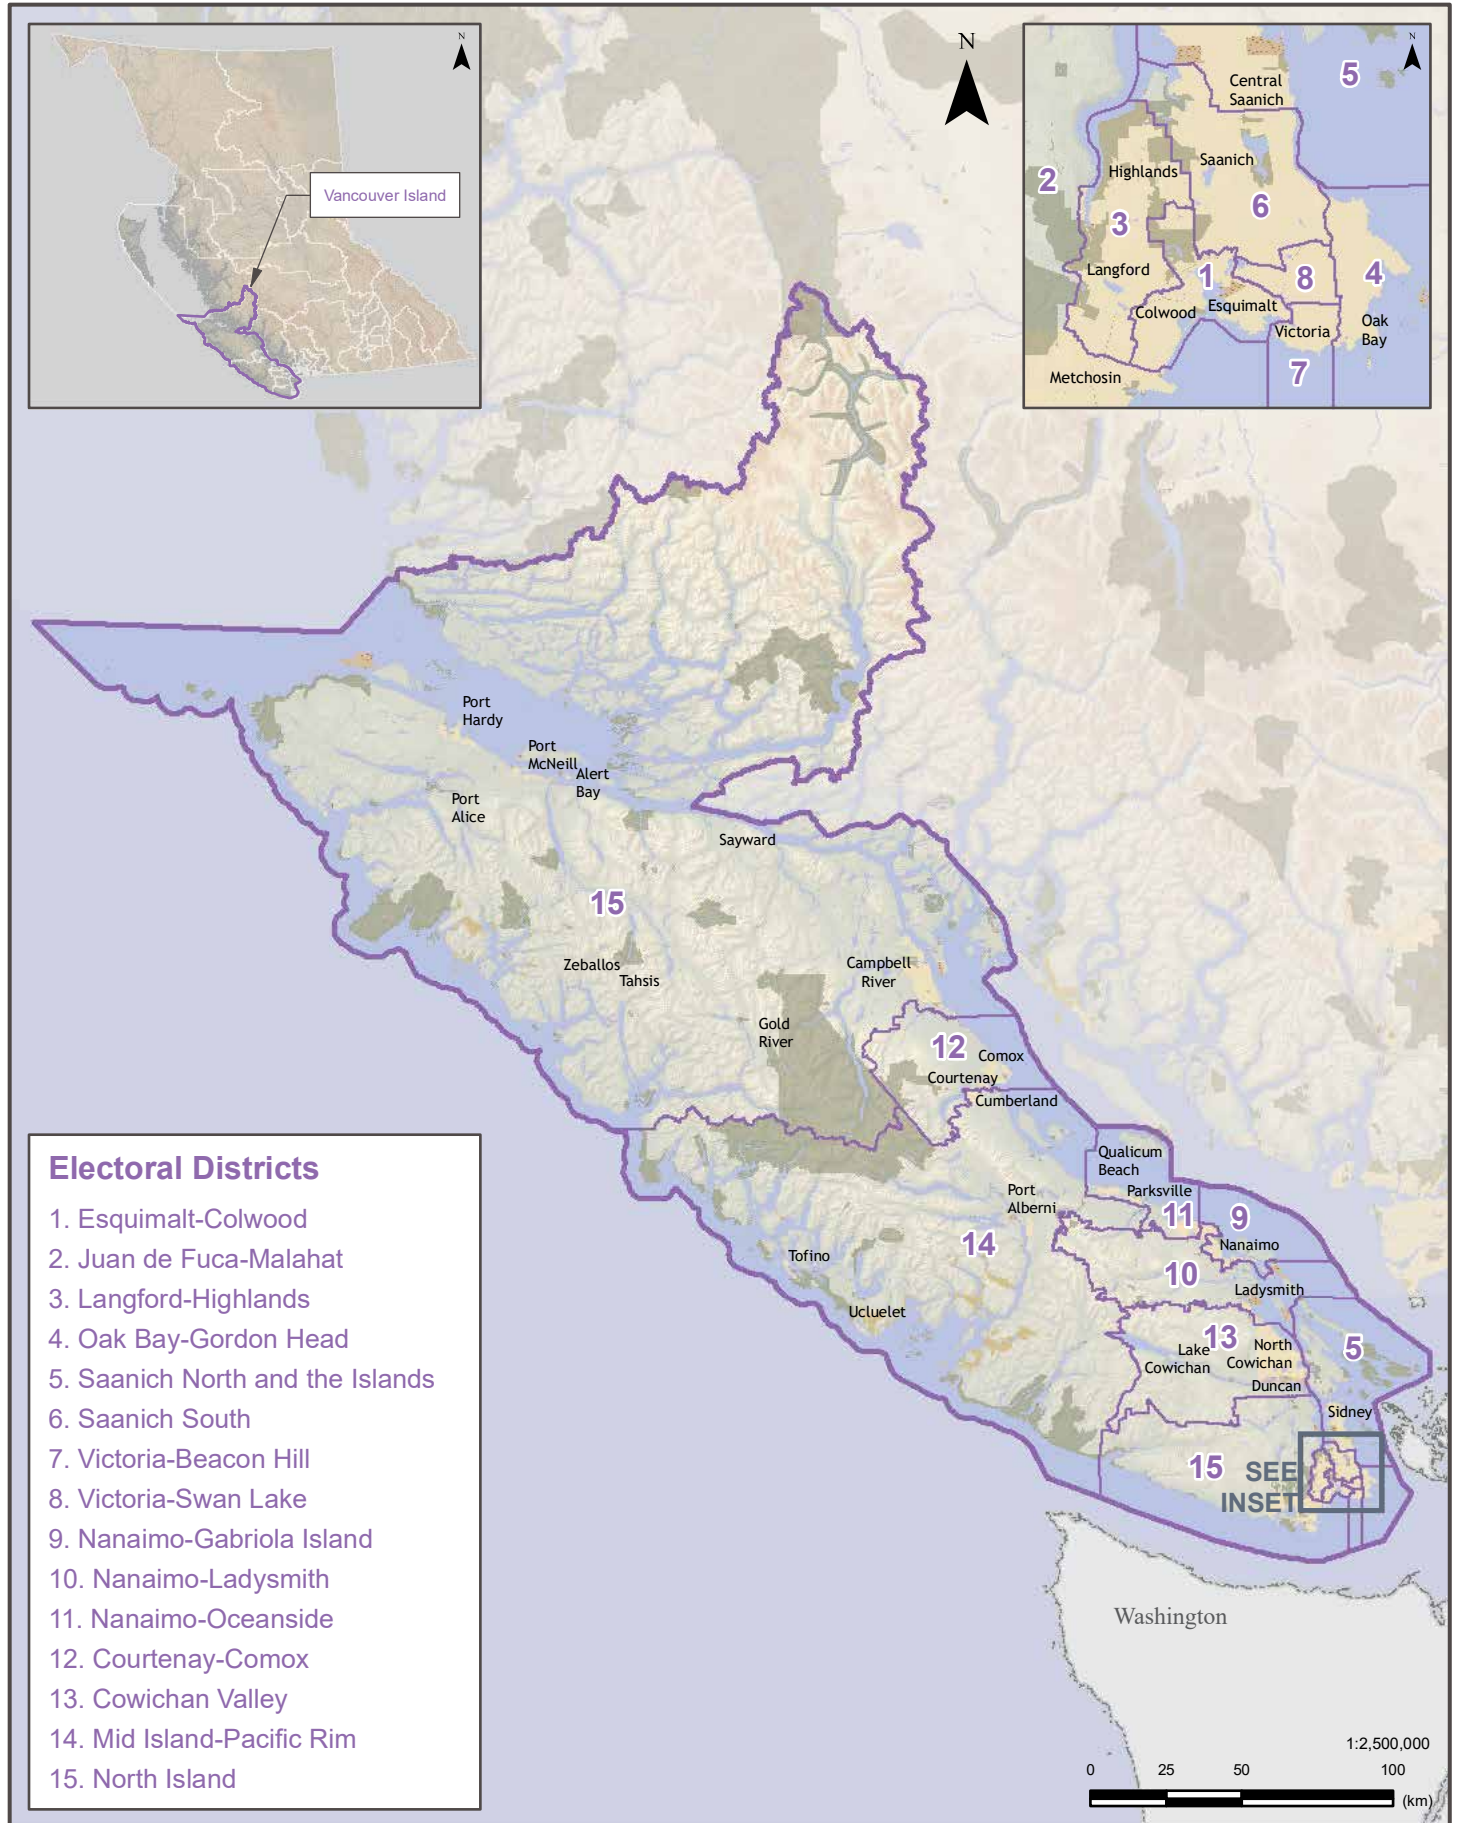 N
Vancouver Island
N
N
5
Central
Saanich
2
Highlands
Saanich
6
3
Langford
1
8
4
Colwood
Esquimalt
Victoria
Oak
Bay
7
Metchosin
Port
Hardy
Port
McNeill
Alert
Bay
Port
Alice
Sayward
15
Zeballos
Tahsis
Campbell
River
Gold
River
12
Comox
Courtenay
Cumberland
Qualicum
Beach
Parksville
Port
Alberni
11
9
Nanaimo
14
Tofino
10
Ladysmith
Ucluelet
13
Lake
Cowichan
North
Cowichan
5
Duncan
Sidney
15
SEE
INSET
Electoral Districts
1. Esquimalt-Colwood
2. Juan de Fuca-Malahat
3. Langford-Highlands
4. Oak Bay-Gordon Head
5. Saanich North and the Islands
6. Saanich South
7. Victoria-Beacon Hill
8. Victoria-Swan Lake
9. Nanaimo-Gabriola Island
10. Nanaimo-Ladysmith
11. Nanaimo-Oceanside
12. Courtenay-Comox
13. Cowichan Valley
14. Mid Island-Pacific Rim
15. North Island
Washington
1:2,500,000
0 25 50 100
(km)